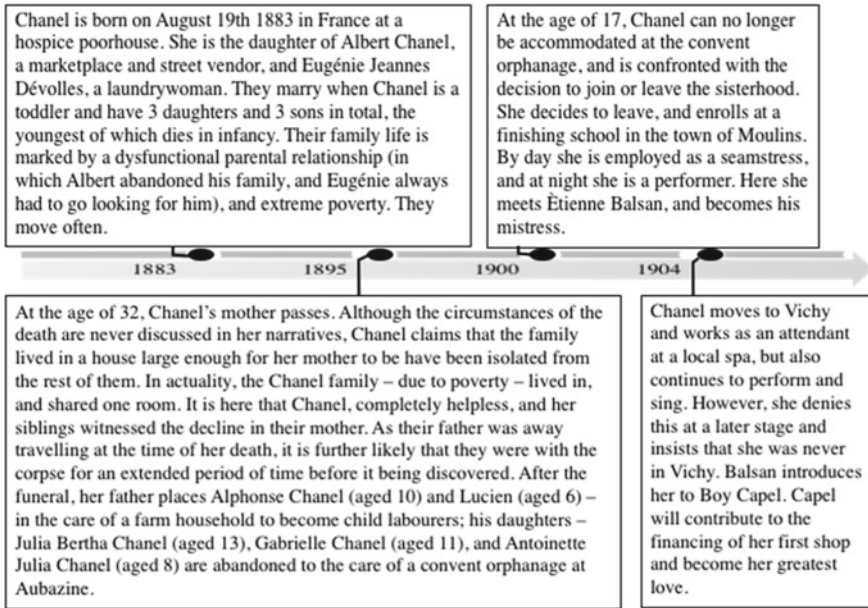 Chanel is born on August 19th 1883 in France at a
hospice poorhouse. She is the daughter of Albert Chanel,
a marketplace and street vendor, and Eugénie Jeannes
Dévolles, a laundrywoman. They marry when Chanel is a
toddler and have 3 daughters and 3 sons in total, the
youngest of which dies in infancy. Their family life is
marked by a dysfunctional parental relationship (in
which Albert abandoned his family, and Eugénie always
had to go looking for him), and extreme poverty. They
move often.
At the age of 17, Chanel can no longer
be accommodated at the convent
orphanage, and is confronted with the
decision to join or leave the sisterhood.
She decides to leave, and enrolls at a
finishing school in the town of Moulins.
By day she is employed as a seamstress,
and at night she is a performer. Here she
meets Ètienne Balsan, and becomes his
mistress.
1883
1895
1900
1904
At the age of 32, Chanel's mother passes. Although the circumstances of the
death are never discussed in her narratives, Chanel claims that the family
lived in a house large enough for her mother to be have been isolated from
the rest of them. In actuality, the Chanel family – due to poverty – lived in,
and shared one room. It is here that Chanel, completely helpless, and her
siblings witnessed the decline in their mother. As their father was away
travelling at the time of her death, it is further likely that they were with the
corpse for an extended period of time before it being discovered. After the
funeral, her father places Alphonse Chanel (aged 10) and Lucien (aged 6) –
in the care of a farm household to become child labourers; his daughters –
Julia Bertha Chanel (aged 13), Gabrielle Chanel (aged 11), and Antoinette
Julia Chanel (aged 8) are abandoned to the care of a convent orphanage at
Aubazine.
Chanel moves to Vichy
and works as an attendant
at a local spa, but also
continues to perform and
sing. However, she denies
this at a later stage and
insists that she was never
in Vichy. Balsan introduces
her to Boy Capel. Capel
will contribute to the
financing of her first shop
and become her greatest
love.